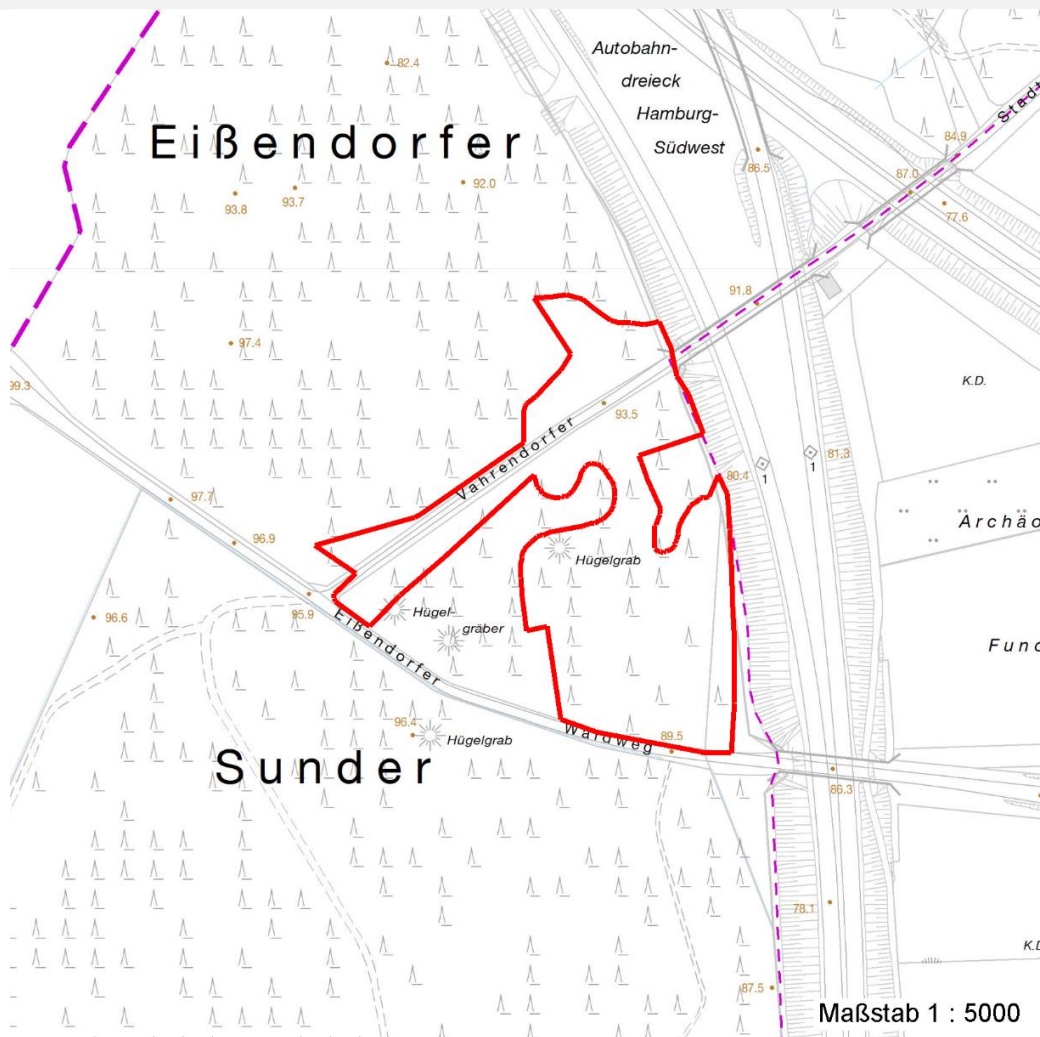 Autobahn-
dreieck
Hamburg-
Südwest
82.4
Stadt
84.9
Eißendorfer
86.5
87.0
92.0
93.7
93.8
77.6
91.8
97.4
99.3
K.D.
93.5
Vahrendorfer
81.3
80.4
1
1
97.7
Archäo
96.9
Hügelgrab
95.9
96.6
Hügel-
gräber
Eißendorfer
Fund
96.4
Hügelgrab
Waldweg
89.5
Sunder
86.3
78.1
K.D
87.5
Maßstab 1 : 5000